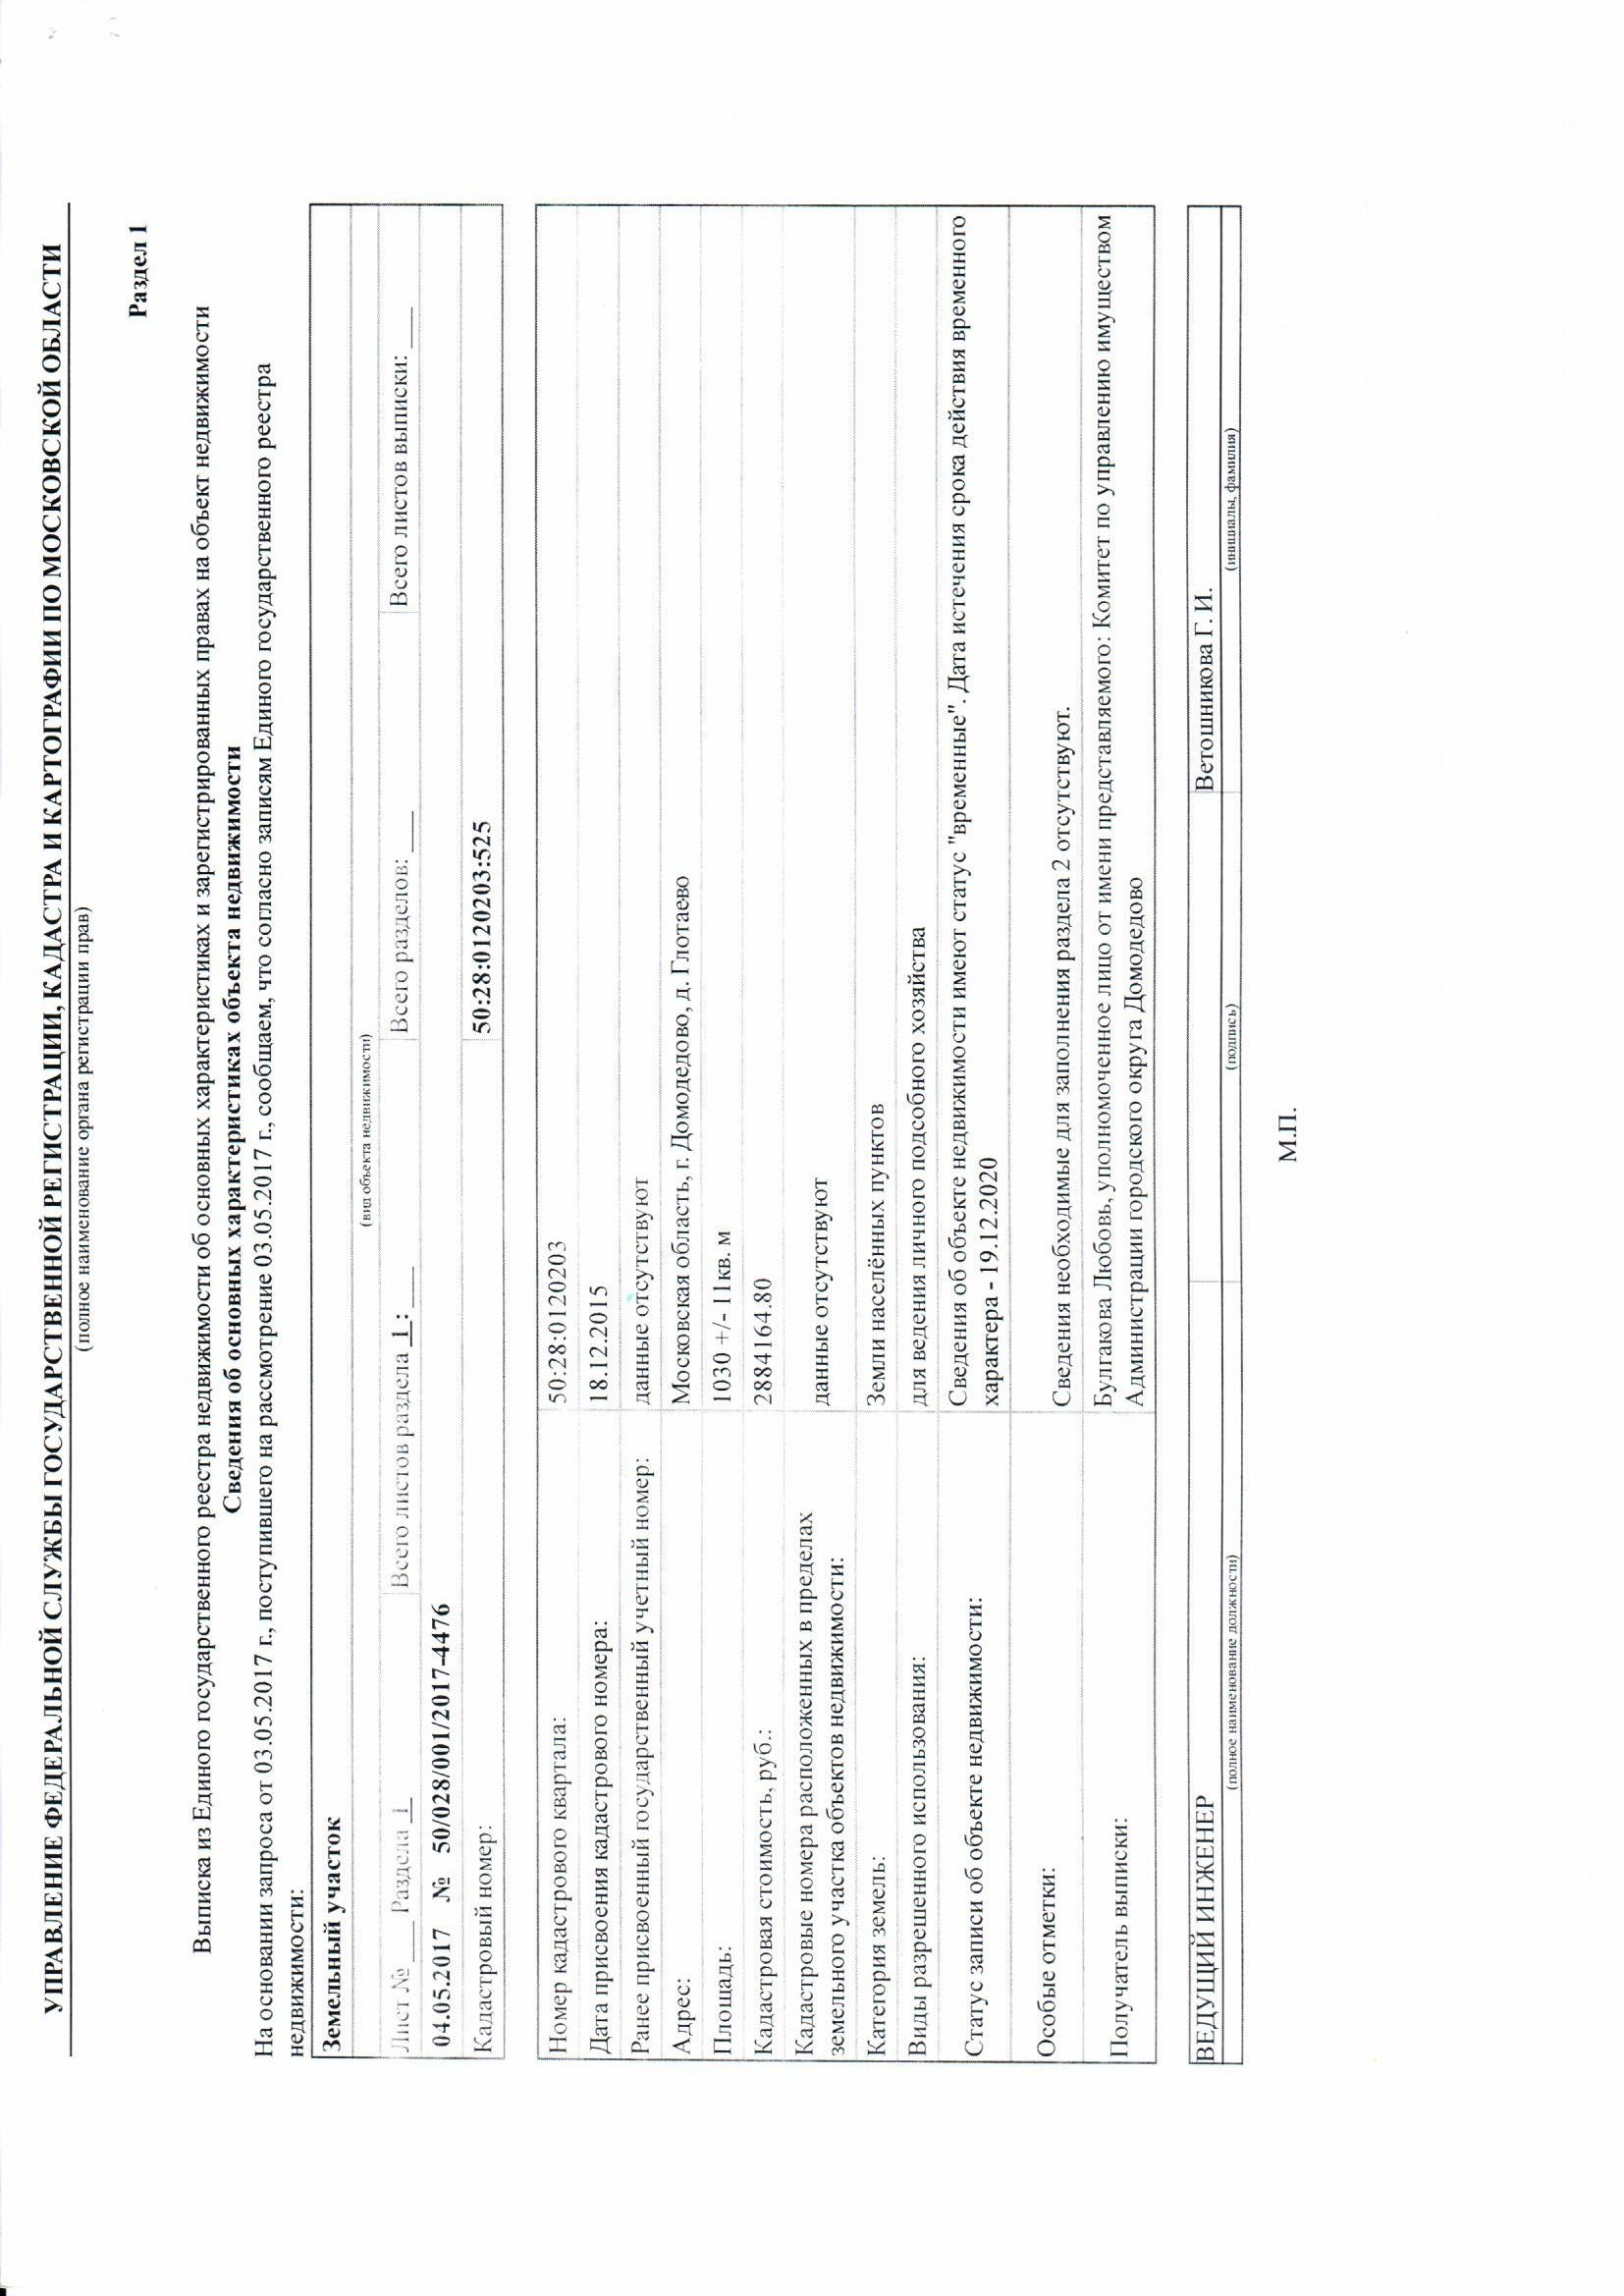 УПРАВЛЕНИЕ ФЕДЕРАЛЬНОЙ СЛУЖБЫ ГОСУДАРСТВЕННОЙ РЕГИСТРАЦИИ, КАДАСТРА И КАРТОГРАФИИ ПО МОСКОВСКОЙ ОБЛАСТИ
(полное наименование органа регистрации прав)
Раздел 1
Выписка из Единого государственного реестра недвижимости об основных характеристиках и зарегистрированных правах на объект недвижимости
Сведения об основных характеристиках объекта недвижимости
На основании запроса от 03.05.2017 г., поступившего на рассмотрение 03.05.2017 г., сообщаем, что согласно записям Единого государственного реестра
недвижимости:
Земельный участок
(вид объекта недвижимости)
Лист № ___ Раздела 1 Всего листов раздела 1 : ___ Всего разделов: ___ Всего листов выписки: ___
04.05.2017 № 50/028/001/2017-4476
Кадастровый номер: 50:28:0120203:525
Номер кадастрового квартала: 50:28:0120203
Дата присвоения кадастрового номера: 18.12.2015
Ранее присвоенный государственный учетный номер: данные отсутствуют
Адрес: Московская область, г. Домодедово, д. Глотаево
Площадь: 1030 +/- 11кв. м
Кадастровая стоимость, руб.: 2884164.80
Кадастровые номера расположенных в пределах
земельного участка объектов недвижимости: данные отсутствуют
Категория земель: Земли населённых пунктов
Виды разрешенного использования: для ведения личного подсобного хозяйства
Статус записи об объекте недвижимости: Сведения об объекте недвижимости имеют статус "временные". Дата истечения срока действия временного
характера - 19.12.2020
Особые отметки: Сведения необходимые для заполнения раздела 2 отсутствуют.
Получатель выписки: Булгакова Любовь, уполномоченное лицо от имени представляемого: Комитет по управлению имуществом
Администрации городского округа Домодедово
ВЕДУЩИЙ ИНЖЕНЕР Ветошникова Г. И.
(полное наименование должности) (подпись) (инициалы, фамилия)
М.П.